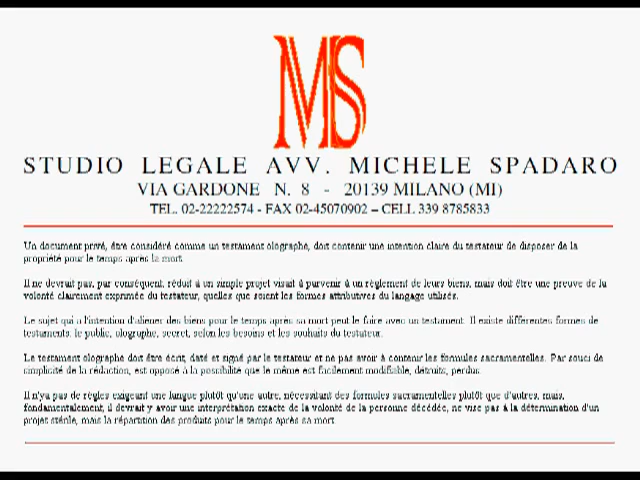 MS
STUDIO LEGALE AVV. MICHELE SPADARO
VIA GARDONE N. 8 - 20139 MILANO (MI)
TEL. 02-22222574 - FAX 02-45070902 – CELL 339 8785833
Un document privé, être considéré comme un testament olographe, doit contenir une intention claire du testateur de disposer de la
propriété pour le temps après la mort
Il ne devrait pas, par conséquent, réduit à un simple projet visait à parvenir à un règlement de leurs biens, mais doit être une preuve de la
volonté clairement exprimée du testateur, quelles que soient les formes attributives du langage utilisés.
Le sujet qui a l'intention d'aliener des biens pour le temps après sa mort peut le faire avec un testament. Il existe différentes formes de
testaments: le public, olographe, secret, selon les besoins et les souhaits du testateur.
Le testament olographe doit être écrit, daté et signé par le testateur et ne pas avoir à contenir les formules sacramentelles. Par souci de
simplicité de la rédaction, est opposé à la possibilité que le même est facilement modifiable, détruits, perdus.
Il n'ya pas de règles exigeant une langue plutôt qu'une autre, nécessitant des formules sacramentelles plutôt que d'autres, mais,
fondamentalement, il devrait y avoir une interprétation exacte de la volonté de la personne décédée, ne vise pas à la détermination d'un
projet stérile, mais la répartition des produits pour le temps après sa mort